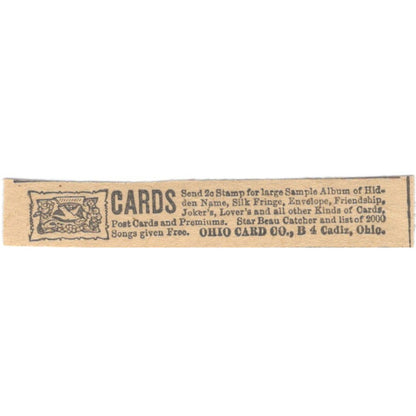 CARDS Send 2c Stamp for large Sample Album of Hid-
den Name, Silk Fringe, Envelope, Friendship,
Joker's, Lover's and all other Kinds of Cards,
Post Cards and Premiums. Star Beau Catcher and list of 2000
Songs given Free. OHIO CARD CO., B 4 Cadiz, Ohio.